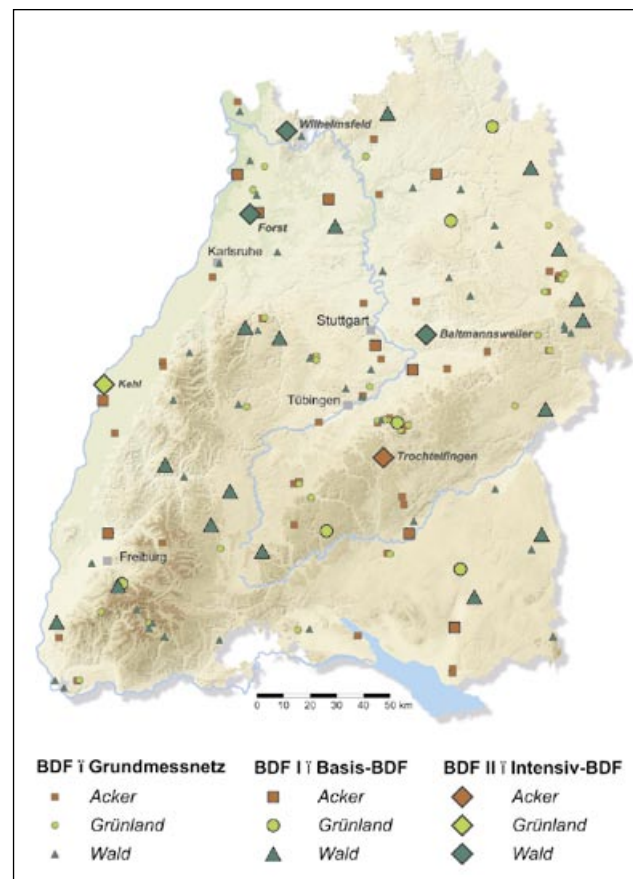 Wilhelmsfeld
Forst
Karlsruhe
Stuttgart
Baltmannsweiler
Kehl
Tübingen
Trochtelfingen
Freiburg
0 10 20 30 40 50 km
BDF ï Grundmessnetz
Acker
Grünland
Wald
BDF I ï Basis-BDF
Acker
Grünland
Wald
BDF II ï Intensiv-BDF
Acker
Grünland
Wald